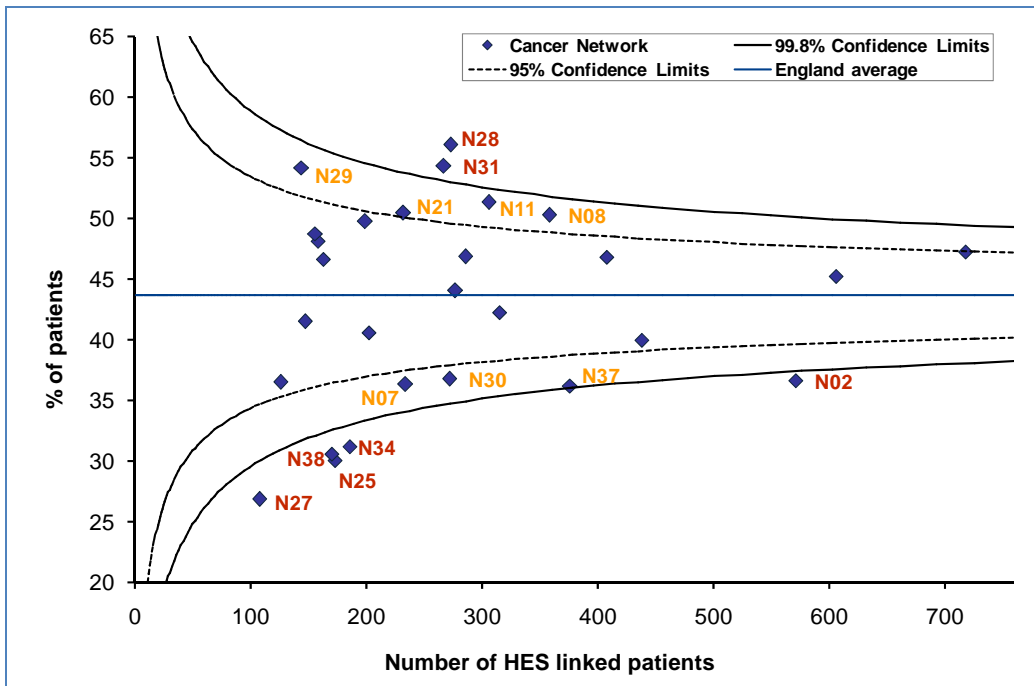 65
60
55
50
45
40
35
30
25
20
% of patients
Cancer Network
99.8% Confidence Limits
95% Confidence Limits
England average
N28
N31
N29
N21
N11
N08
N07
N30
N37
N02
N38
N34
N25
N27
0 100 200 300 400 500 600 700
Number of HES linked patients